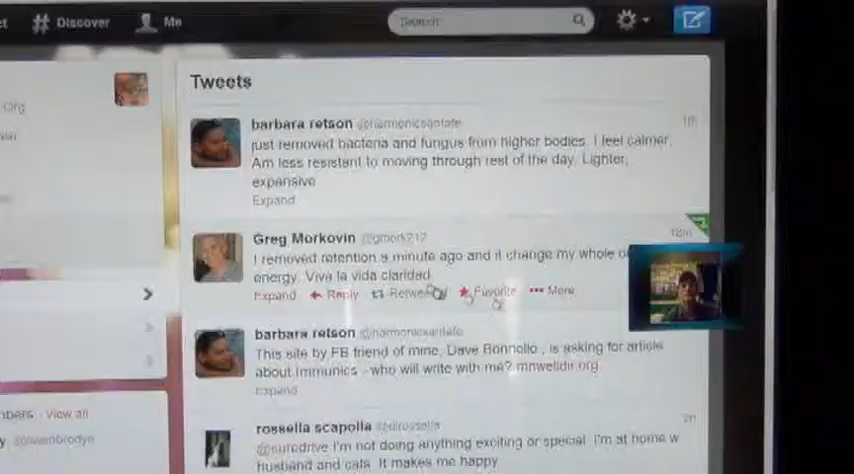 # Discover Me Search
Tweets
barbara retson @harmonicsantafe
just removed bacteria and fungus from higher bodies. I feel calmer.
Am less resistant to moving through rest of the day. Lighter,
expansive
Expand
Greg Morkovin @gmork212
I removed retention a minute ago and it change my whole
energy. Viva la vida claridad
Expand Reply Favorite More
barbara retson @harmonicsantafe
This site by FB friend of mine, Dave Bonnollo , is asking for article
about Immunics - who will write with me? mnwelldir.org
Expand
- View all
rossella scapolla
I'm not doing anything exciting or special. I'm at home w
husband and cats. It makes me happy